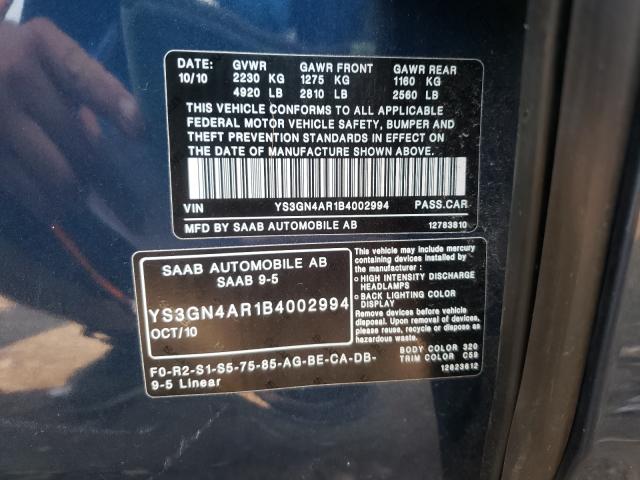 DATE: GVWR GAWR FRONT GAWR REAR
10/10 2230 KG 1275 KG 1160 KG
4920 LB 2810 LB 2560 LB
THIS VEHICLE CONFORMS TO ALL APPLICABLE
FEDERAL MOTOR VEHICLE SAFETY, BUMPER AND
THEFT PREVENTION STANDARDS IN EFFECT ON
THE DATE OF MANUFACTURE SHOWN ABOVE.
VIN YS3GN4AR1B4002994 PASS.CAR
MFD BY SAAB AUTOMOBILE AB 12783810
SAAB AUTOMOBILE AB
SAAB 9-5
YS3GN4AR1B4002994
OCT/10
F0-R2-S1-S5-75-85-AG-BE-CA-DB-
9-5 Linear
This vehicle may include mercury
containing devices installed by
manufacturer:
HIGH INTENSITY DISCHARGE
HEADLAMPS
BACK LIGHTING COLOR
DISPLAY
Remove devices before
vehicle disposal. Upon
removal of devices,
please reuse, recycle or
dispose as hazardous
waste.
BODY COLOR 320
TRIM COLOR C59
12823612